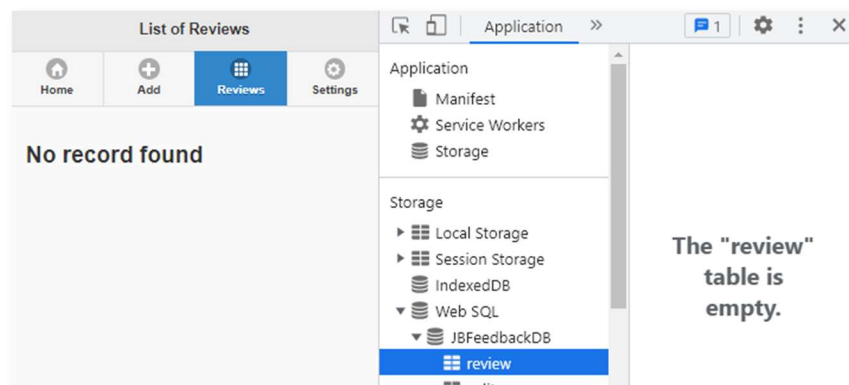 List of Reviews
Home
Add
Reviews
Settings
No record found
Application
»
1
Application
Manifest
Service Workers
Storage
Storage
Local Storage
Session Storage
IndexedDB
Web SQL
JBFeedbackDB
review
The "review"
table is
empty.